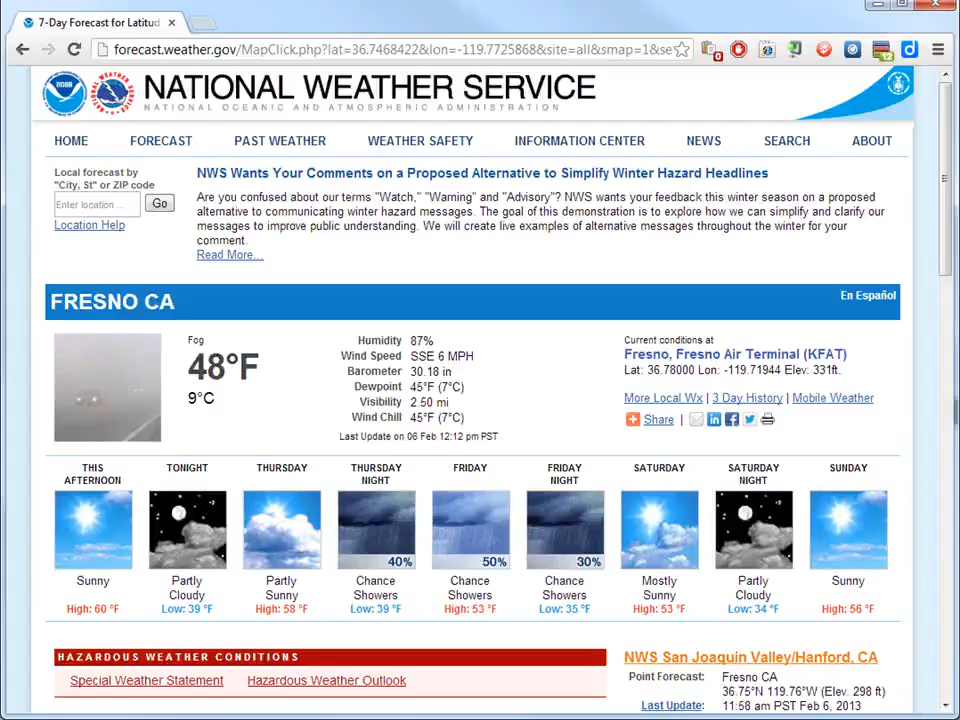 7-Day Forecast for Latitud
forecast.weather.gov/MapClick.php?lat=36.7468422&lon=-119.7725868&site=all&smap=1&se
NATIONAL WEATHER SERVICE
NATIONAL OCEANIC AND ATMOSPHERIC ADMINISTRATION
HOME FORECAST PAST WEATHER WEATHER SAFETY INFORMATION CENTER NEWS SEARCH ABOUT
Local forecast by
"City, St" or ZIP code
Enter location ...
Go
Location Help
NWS Wants Your Comments on a Proposed Alternative to Simplify Winter Hazard Headlines
Are you confused about our terms "Watch," "Warning" and "Advisory"? NWS wants your feedback this winter season on a proposed
alternative to communicating winter hazard messages. The goal of this demonstration is to explore how we can simplify and clarify our
messages to improve public understanding. We will create live examples of alternative messages throughout the winter for your
comment.
Read More...
FRESNO CA
En Español
Fog
48°F
9°C
Humidity 87%
Wind Speed SSE 6 MPH
Barometer 30.18 in
Dewpoint 45°F (7°C)
Visibility 2.50 mi
Wind Chill 45°F (7°C)
Last Update on 06 Feb 12:12 pm PST
Current conditions at
Fresno, Fresno Air Terminal (KFAT)
Lat: 36.78000 Lon: -119.71944 Elev: 331ft.
More Local Wx | 3 Day History | Mobile Weather
Share |
THIS AFTERNOON
Sunny
High: 60 °F
TONIGHT
Partly
Cloudy
Low: 39 °F
THURSDAY
Partly
Sunny
High: 58 °F
THURSDAY
NIGHT
40%
Chance
Showers
Low: 39 °F
FRIDAY
50%
Chance
Showers
High: 53 °F
FRIDAY
NIGHT
30%
Chance
Showers
Low: 35 °F
SATURDAY
Mostly
Sunny
High: 53 °F
SATURDAY
NIGHT
Partly
Cloudy
Low: 34 °F
SUNDAY
Sunny
High: 56 °F
HAZARDOUS WEATHER CONDITIONS
Special Weather Statement Hazardous Weather Outlook
NWS San Joaquin Valley/Hanford, CA
Point Forecast: Fresno CA
36.75°N 119.76°W (Elev. 298 ft)
Last Update: 11:58 am PST Feb 6, 2013